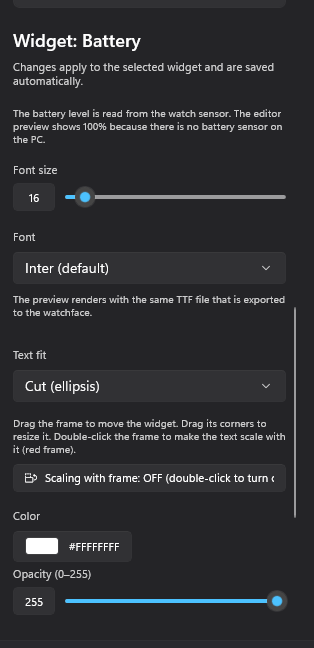 Widget: Battery
Changes apply to the selected widget and are saved
automatically.
The battery level is read from the watch sensor. The editor
preview shows 100% because there is no battery sensor on
the PC.
Font size
16
Font
Inter (default)
The preview renders with the same TTF file that is exported
to the watchface.
Text fit
Cut (ellipsis)
Drag the frame to move the widget. Drag its corners to
resize it. Double-click the frame to make the text scale with
it (red frame).
Scaling with frame: OFF (double-click to turn
Color
#FFFFFFFF
Opacity (0–255)
255